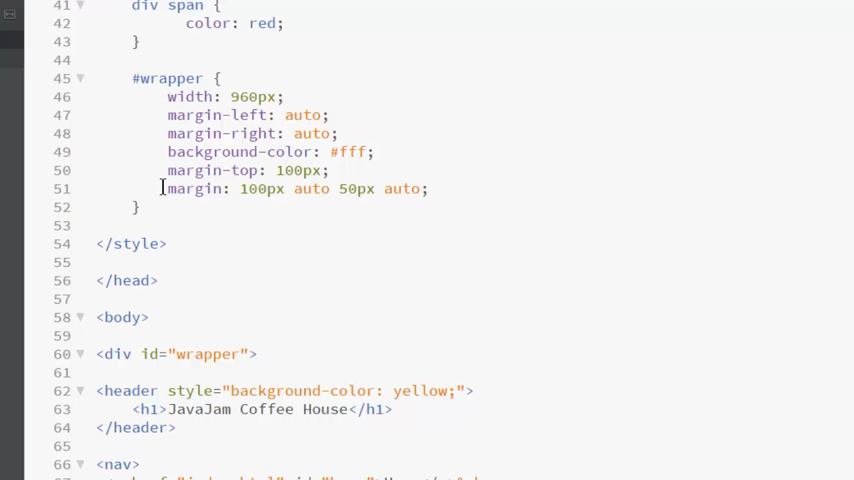 41 div span {
42 color: red;
43 }
44
45 #wrapper {
46 width: 960px;
47 margin-left: auto;
48 margin-right: auto;
49 background-color: #fff;
50 margin-top: 100px;
51 margin: 100px auto 50px auto;
52 }
53
54 </style>
55
56 </head>
57
58 <body>
59
60 <div id="wrapper">
61
62 <header style="background-color: yellow;">
63 <h1>JavaJam Coffee House</h1>
64 </header>
65
66 <nav>